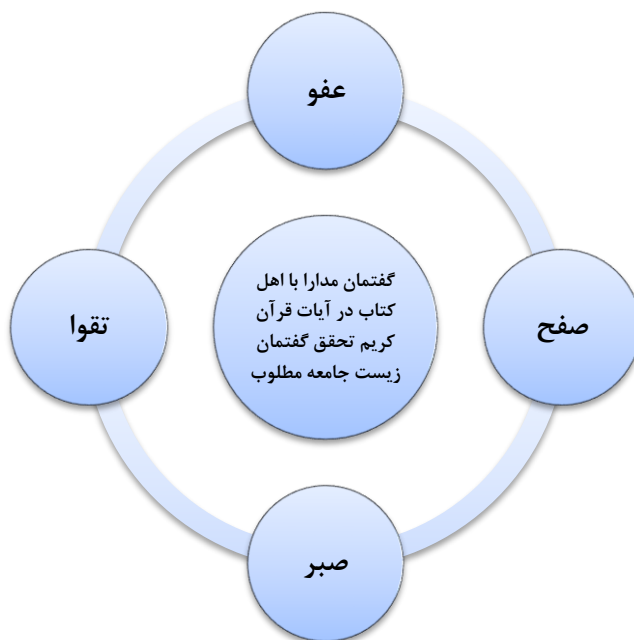 عفو
گفتمان مدارا با اهل
کتاب در آیات قرآن
کریم تحقق گفتمان
زیست جامعه مطلوب
صفح
تقوا
صبر